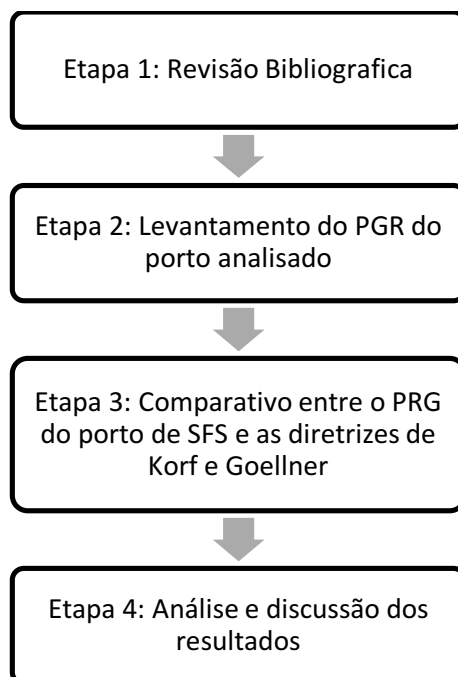 Etapa 1: Revisão Bibliografica
Etapa 2: Levantamento do PGR do
porto analisado
Etapa 3: Comparativo entre o PRG
do porto de SFS e as diretrizes de
Korf e Goellner
Etapa 4: Análise e discussão dos
resultados